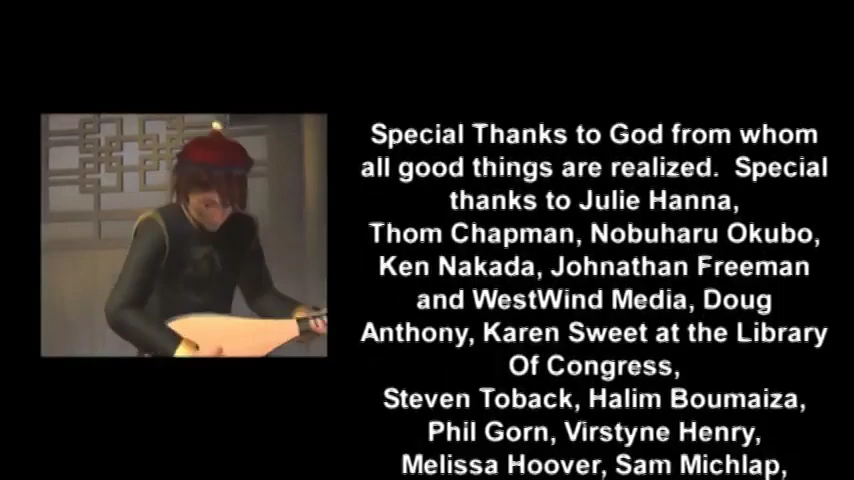 Special Thanks to God from whom
all good things are realized.  Special
thanks to Julie Hanna,
Thom Chapman, Nobuharu Okubo,
Ken Nakada, Johnathan Freeman
and WestWind Media, Doug
Anthony, Karen Sweet at the Library
Of Congress,
Steven Toback, Halim Boumaiza,
Phil Gorn, Virstyne Henry,
Melissa Hoover, Sam Michlap,